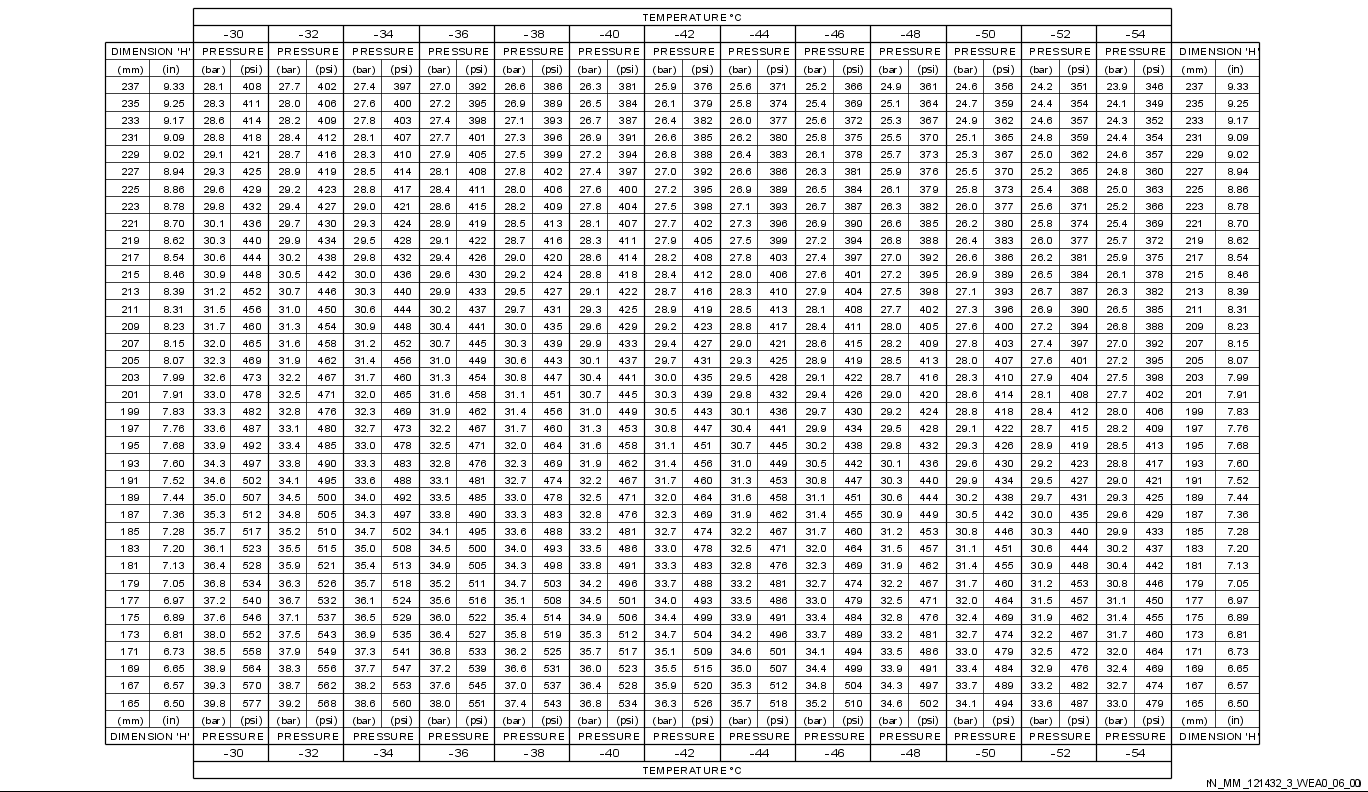 TEMPERATURE °C
-30 -32 -34 -36 -38 -40 -42 -44 -46 -48 -50 -52 -54
DIMENSION 'H' PRESSURE PRESSURE PRESSURE PRESSURE PRESSURE PRESSURE PRESSURE PRESSURE PRESSURE PRESSURE PRESSURE PRESSURE PRESSURE DIMENSION 'H'
(mm) (in) (bar) (psi) (bar) (psi) (bar) (psi) (bar) (psi) (bar) (psi) (bar) (psi) (bar) (psi) (bar) (psi) (bar) (psi) (bar) (psi) (bar) (psi) (bar) (psi) (bar) (psi) (mm) (in)
237 9.33 28.1 408 27.7 402 27.4 397 27.0 392 26.6 386 26.3 381 25.9 376 25.6 371 25.2 366 24.9 361 24.6 356 24.2 351 23.9 346 237 9.33
235 9.25 28.3 411 28.0 406 27.6 400 27.2 395 26.9 389 26.5 384 26.1 379 25.8 374 25.4 369 25.1 364 24.7 359 24.4 354 24.1 349 235 9.25
233 9.17 28.6 414 28.2 409 27.8 403 27.4 398 27.1 393 26.7 387 26.4 382 26.0 377 25.6 372 25.3 367 24.9 362 24.6 357 24.3 352 233 9.17
231 9.09 28.8 418 28.4 412 28.1 407 27.7 401 27.3 396 26.9 391 26.6 385 26.2 380 25.8 375 25.5 370 25.1 365 24.8 359 24.4 354 231 9.09
229 9.02 29.1 421 28.7 416 28.3 410 27.9 405 27.5 399 27.2 394 26.8 388 26.4 383 26.1 378 25.7 373 25.3 367 25.0 362 24.6 357 229 9.02
227 8.94 29.3 425 28.9 419 28.5 414 28.1 408 27.8 402 27.4 397 27.0 392 26.6 386 26.3 381 25.9 376 25.5 370 25.2 365 24.8 360 227 8.94
225 8.86 29.6 429 29.2 423 28.8 417 28.4 411 28.0 406 27.6 400 27.2 395 26.9 389 26.5 384 26.1 379 25.8 373 25.4 368 25.0 363 225 8.86
223 8.78 29.8 432 29.4 427 29.0 421 28.6 415 28.2 409 27.8 404 27.5 398 27.1 393 26.7 387 26.3 382 26.0 377 25.6 371 25.2 366 223 8.78
221 8.70 30.1 436 29.7 430 29.3 424 28.9 419 28.5 413 28.1 407 27.7 402 27.3 396 26.9 390 26.6 385 26.2 380 25.8 374 25.4 369 221 8.70
219 8.62 30.3 440 29.9 434 29.5 428 29.1 422 28.7 416 28.3 411 27.9 405 27.5 399 27.2 394 26.8 388 26.4 383 26.0 377 25.7 372 219 8.62
217 8.54 30.6 444 30.2 438 29.8 432 29.4 426 29.0 420 28.6 414 28.2 408 27.8 403 27.4 397 27.0 392 26.6 386 26.2 381 25.9 375 217 8.54
215 8.46 30.9 448 30.5 442 30.0 436 29.6 430 29.2 424 28.8 418 28.4 412 28.0 406 27.6 401 27.2 395 26.9 389 26.5 384 26.1 378 215 8.46
213 8.39 31.2 452 30.7 446 30.3 440 29.9 433 29.5 427 29.1 422 28.7 416 28.3 410 27.9 404 27.5 398 27.1 393 26.7 387 26.3 382 213 8.39
211 8.31 31.5 456 31.0 450 30.6 444 30.2 437 29.7 431 29.3 425 28.9 419 28.5 413 28.1 408 27.7 402 27.3 396 26.9 390 26.5 385 211 8.31
209 8.23 31.7 460 31.3 454 30.9 448 30.4 441 30.0 435 29.6 429 29.2 423 28.8 417 28.4 411 28.0 405 27.6 400 27.2 394 26.8 388 209 8.23
207 8.15 32.0 465 31.6 458 31.2 452 30.7 445 30.3 439 29.9 433 29.4 427 29.0 421 28.6 415 28.2 409 27.8 403 27.4 397 27.0 392 207 8.15
205 8.07 32.3 469 31.9 462 31.4 456 31.0 449 30.6 443 30.1 437 29.7 431 29.3 425 28.9 419 28.5 413 28.0 407 27.6 401 27.2 395 205 8.07
203 7.99 32.6 473 32.2 467 31.7 460 31.3 454 30.8 447 30.4 441 30.0 435 29.5 428 29.1 422 28.7 416 28.3 410 27.9 404 27.5 398 203 7.99
201 7.91 33.0 478 32.5 471 32.0 465 31.6 458 31.1 451 30.7 445 30.3 439 29.8 432 29.4 426 29.0 420 28.6 414 28.1 408 27.7 402 201 7.91
199 7.83 33.3 482 32.8 476 32.3 469 31.9 462 31.4 456 31.0 449 30.5 443 30.1 436 29.7 430 29.2 424 28.8 418 28.4 412 28.0 406 199 7.83
197 7.76 33.6 487 33.1 480 32.7 473 32.2 467 31.7 460 31.3 453 30.8 447 30.4 441 29.9 434 29.5 428 29.1 422 28.7 415 28.2 409 197 7.76
195 7.68 33.9 492 33.4 485 33.0 478 32.5 471 32.0 464 31.6 458 31.1 451 30.7 445 30.2 438 29.8 432 29.3 426 28.9 419 28.5 413 195 7.68
193 7.60 34.3 497 33.8 490 33.3 483 32.8 476 32.3 469 31.9 462 31.4 456 31.0 449 30.5 442 30.1 436 29.6 430 29.2 423 28.8 417 193 7.60
191 7.52 34.6 502 34.1 495 33.6 488 33.1 481 32.7 474 32.2 467 31.7 460 31.3 453 30.8 447 30.3 440 29.9 434 29.5 427 29.0 421 191 7.52
189 7.44 35.0 507 34.5 500 34.0 492 33.5 485 33.0 478 32.5 471 32.0 464 31.6 458 31.1 451 30.6 444 30.2 438 29.7 431 29.3 425 189 7.44
187 7.36 35.3 512 34.8 505 34.3 497 33.8 490 33.3 483 32.8 476 32.3 469 31.9 462 31.4 455 30.9 449 30.5 442 30.0 435 29.6 429 187 7.36
185 7.28 35.7 517 35.2 510 34.7 502 34.1 495 33.6 488 33.2 481 32.7 474 32.2 467 31.7 460 31.2 453 30.8 446 30.3 440 29.9 433 185 7.28
183 7.20 36.1 523 35.5 515 35.0 508 34.5 500 34.0 493 33.5 486 33.0 478 32.5 471 32.0 464 31.5 457 31.1 451 30.6 444 30.2 437 183 7.20
181 7.13 36.4 528 35.9 521 35.4 513 34.9 505 34.3 498 33.8 491 33.3 483 32.8 476 32.3 469 31.9 462 31.4 455 30.9 448 30.4 442 181 7.13
179 7.05 36.8 534 36.3 526 35.7 518 35.2 511 34.7 503 34.2 496 33.7 488 33.2 481 32.7 474 32.2 467 31.7 460 31.2 453 30.8 446 179 7.05
177 6.97 37.2 540 36.7 532 36.1 524 35.6 516 35.1 508 34.5 501 34.0 493 33.5 486 33.0 479 32.5 471 32.0 464 31.5 457 31.1 450 177 6.97
175 6.89 37.6 546 37.1 537 36.5 529 36.0 522 35.4 514 34.9 506 34.4 499 33.9 491 33.4 484 32.8 476 32.4 469 31.9 462 31.4 455 175 6.89
173 6.81 38.0 552 37.5 543 36.9 535 36.4 527 35.8 519 35.3 512 34.7 504 34.2 496 33.7 489 33.2 481 32.7 474 32.2 467 31.7 460 173 6.81
171 6.73 38.5 558 37.9 549 37.3 541 36.8 533 36.2 525 35.7 517 35.1 509 34.6 501 34.1 494 33.5 486 33.0 479 32.5 472 32.0 464 171 6.73
169 6.65 38.9 564 38.3 556 37.7 547 37.2 539 36.6 531 36.0 523 35.5 515 35.0 507 34.4 499 33.9 491 33.4 484 32.9 476 32.4 469 169 6.65
167 6.57 39.3 570 38.7 562 38.2 553 37.6 545 37.0 537 36.4 528 35.9 520 35.3 512 34.8 504 34.3 497 33.7 489 33.2 482 32.7 474 167 6.57
165 6.50 39.8 577 39.2 568 38.6 560 38.0 551 37.4 543 36.8 534 36.3 526 35.7 518 35.2 510 34.6 502 34.1 494 33.6 487 33.0 479 165 6.50
(mm) (in) (bar) (psi) (bar) (psi) (bar) (psi) (bar) (psi) (bar) (psi) (bar) (psi) (bar) (psi) (bar) (psi) (bar) (psi) (bar) (psi) (bar) (psi) (bar) (psi) (bar) (psi) (mm) (in)
DIMENSION 'H' PRESSURE PRESSURE PRESSURE PRESSURE PRESSURE PRESSURE PRESSURE PRESSURE PRESSURE PRESSURE PRESSURE PRESSURE PRESSURE DIMENSION 'H'
-30 -32 -34 -36 -38 -40 -42 -44 -46 -48 -50 -52 -54
TEMPERATURE °C
N_MM_121432_3_WEA0_06_00